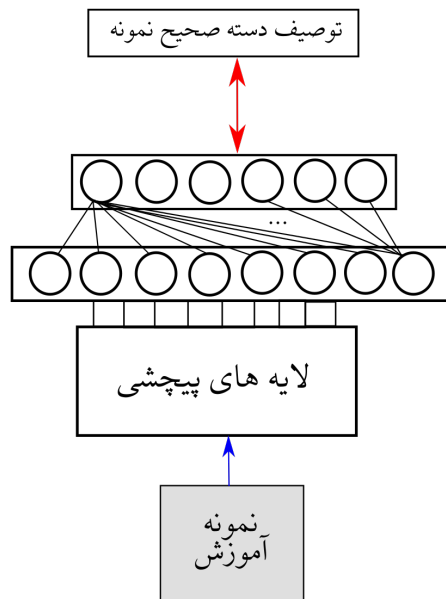 توصیف دسته صحیح نمونه
...
لایه های پیچشی
نمونه
آموزش